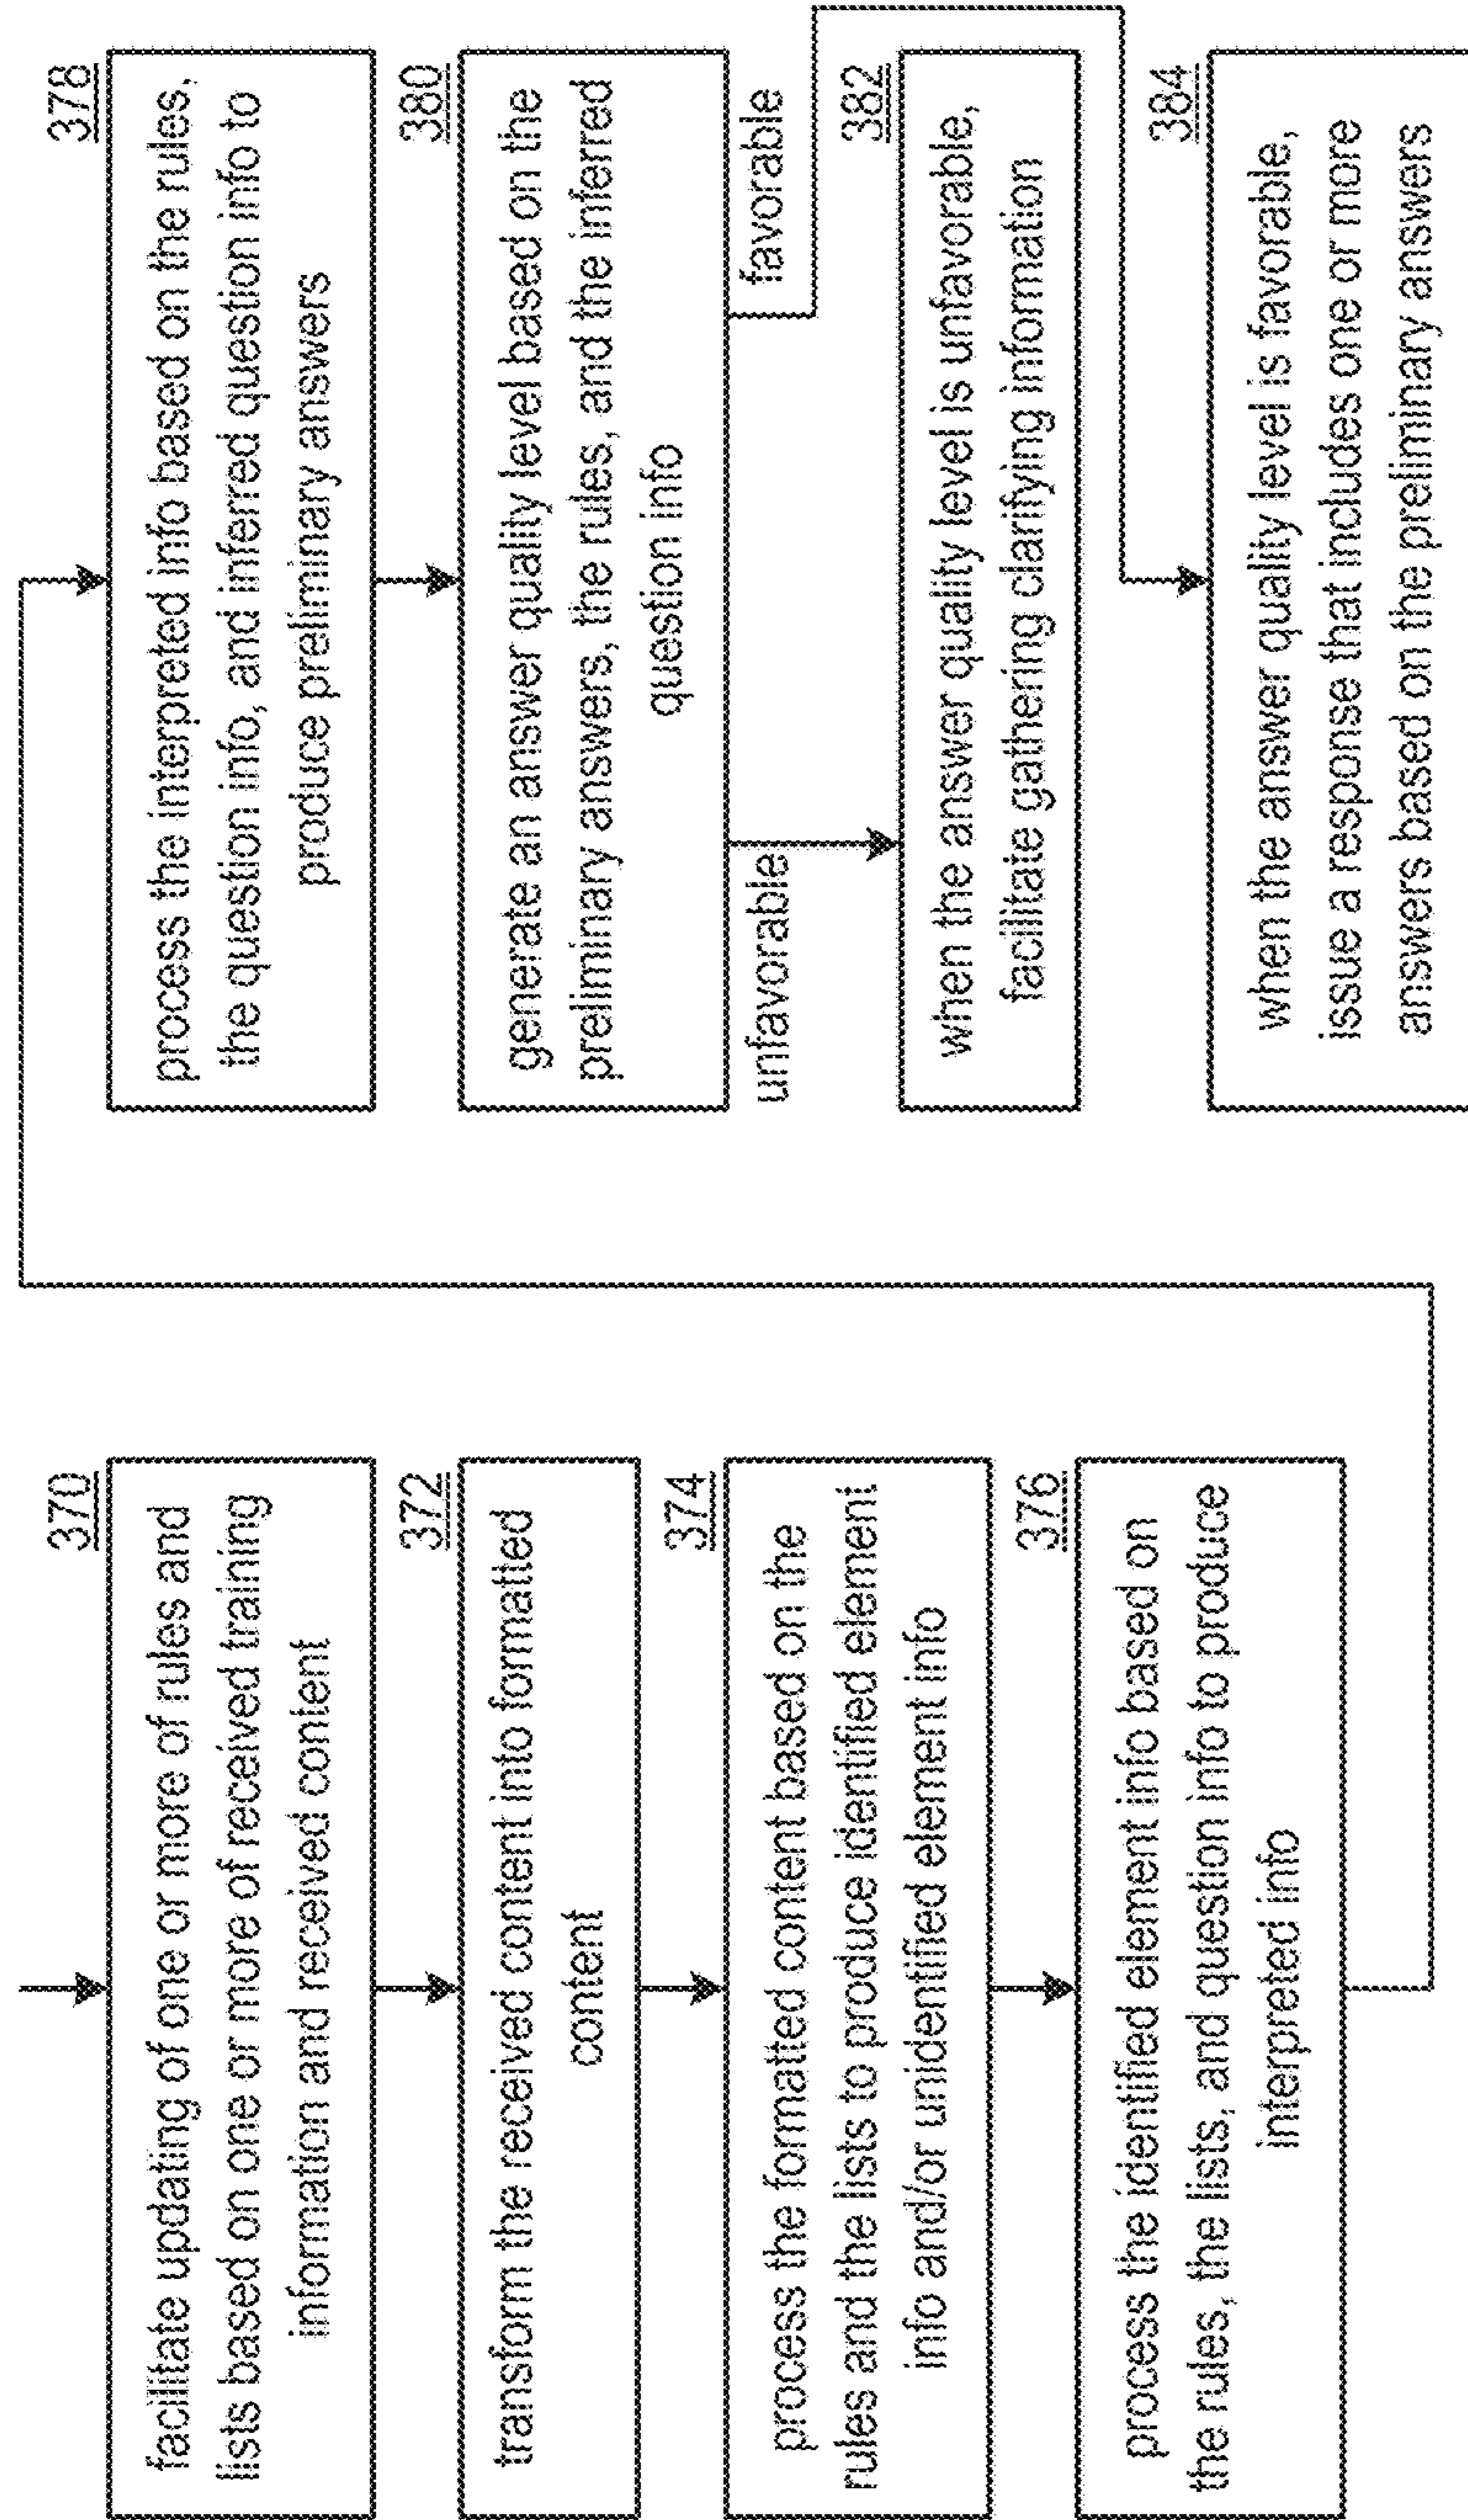 370
facilitate updating of one or more of rules and
lists based on one or more of received training
information and received content
372
transform the received content into formatted
content
374
process the formatted content based on the
rules and the lists to produce identified element
info and/or unidentified element info
376
process the identified element info based on
the rules, the lists, and question info to produce
interpreted info
378
process the interpreted info based on the rules,
the question info, and inferred question info to
produce preliminary answers
380
generate an answer quality level based on the
preliminary answers, the rules, and the inferred
question info
unfavorable
favorable
382
when the answer quality level is unfavorable,
facilitate gathering clarifying information
384
when the answer quality level is favorable,
issue a response that includes one or more
answers based on the preliminary answers